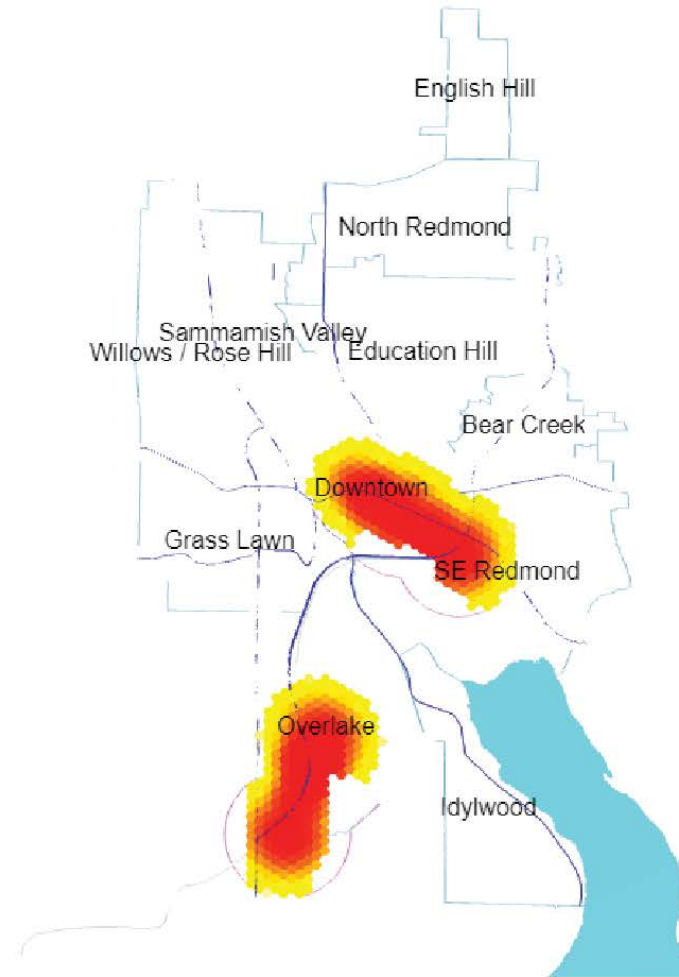 English Hill
North Redmond
Sammamish Valley
Willows / Rose Hill
Education Hill
Bear Creek
Downtown
Grass Lawn
SE Redmond
Overlake
Idylwood